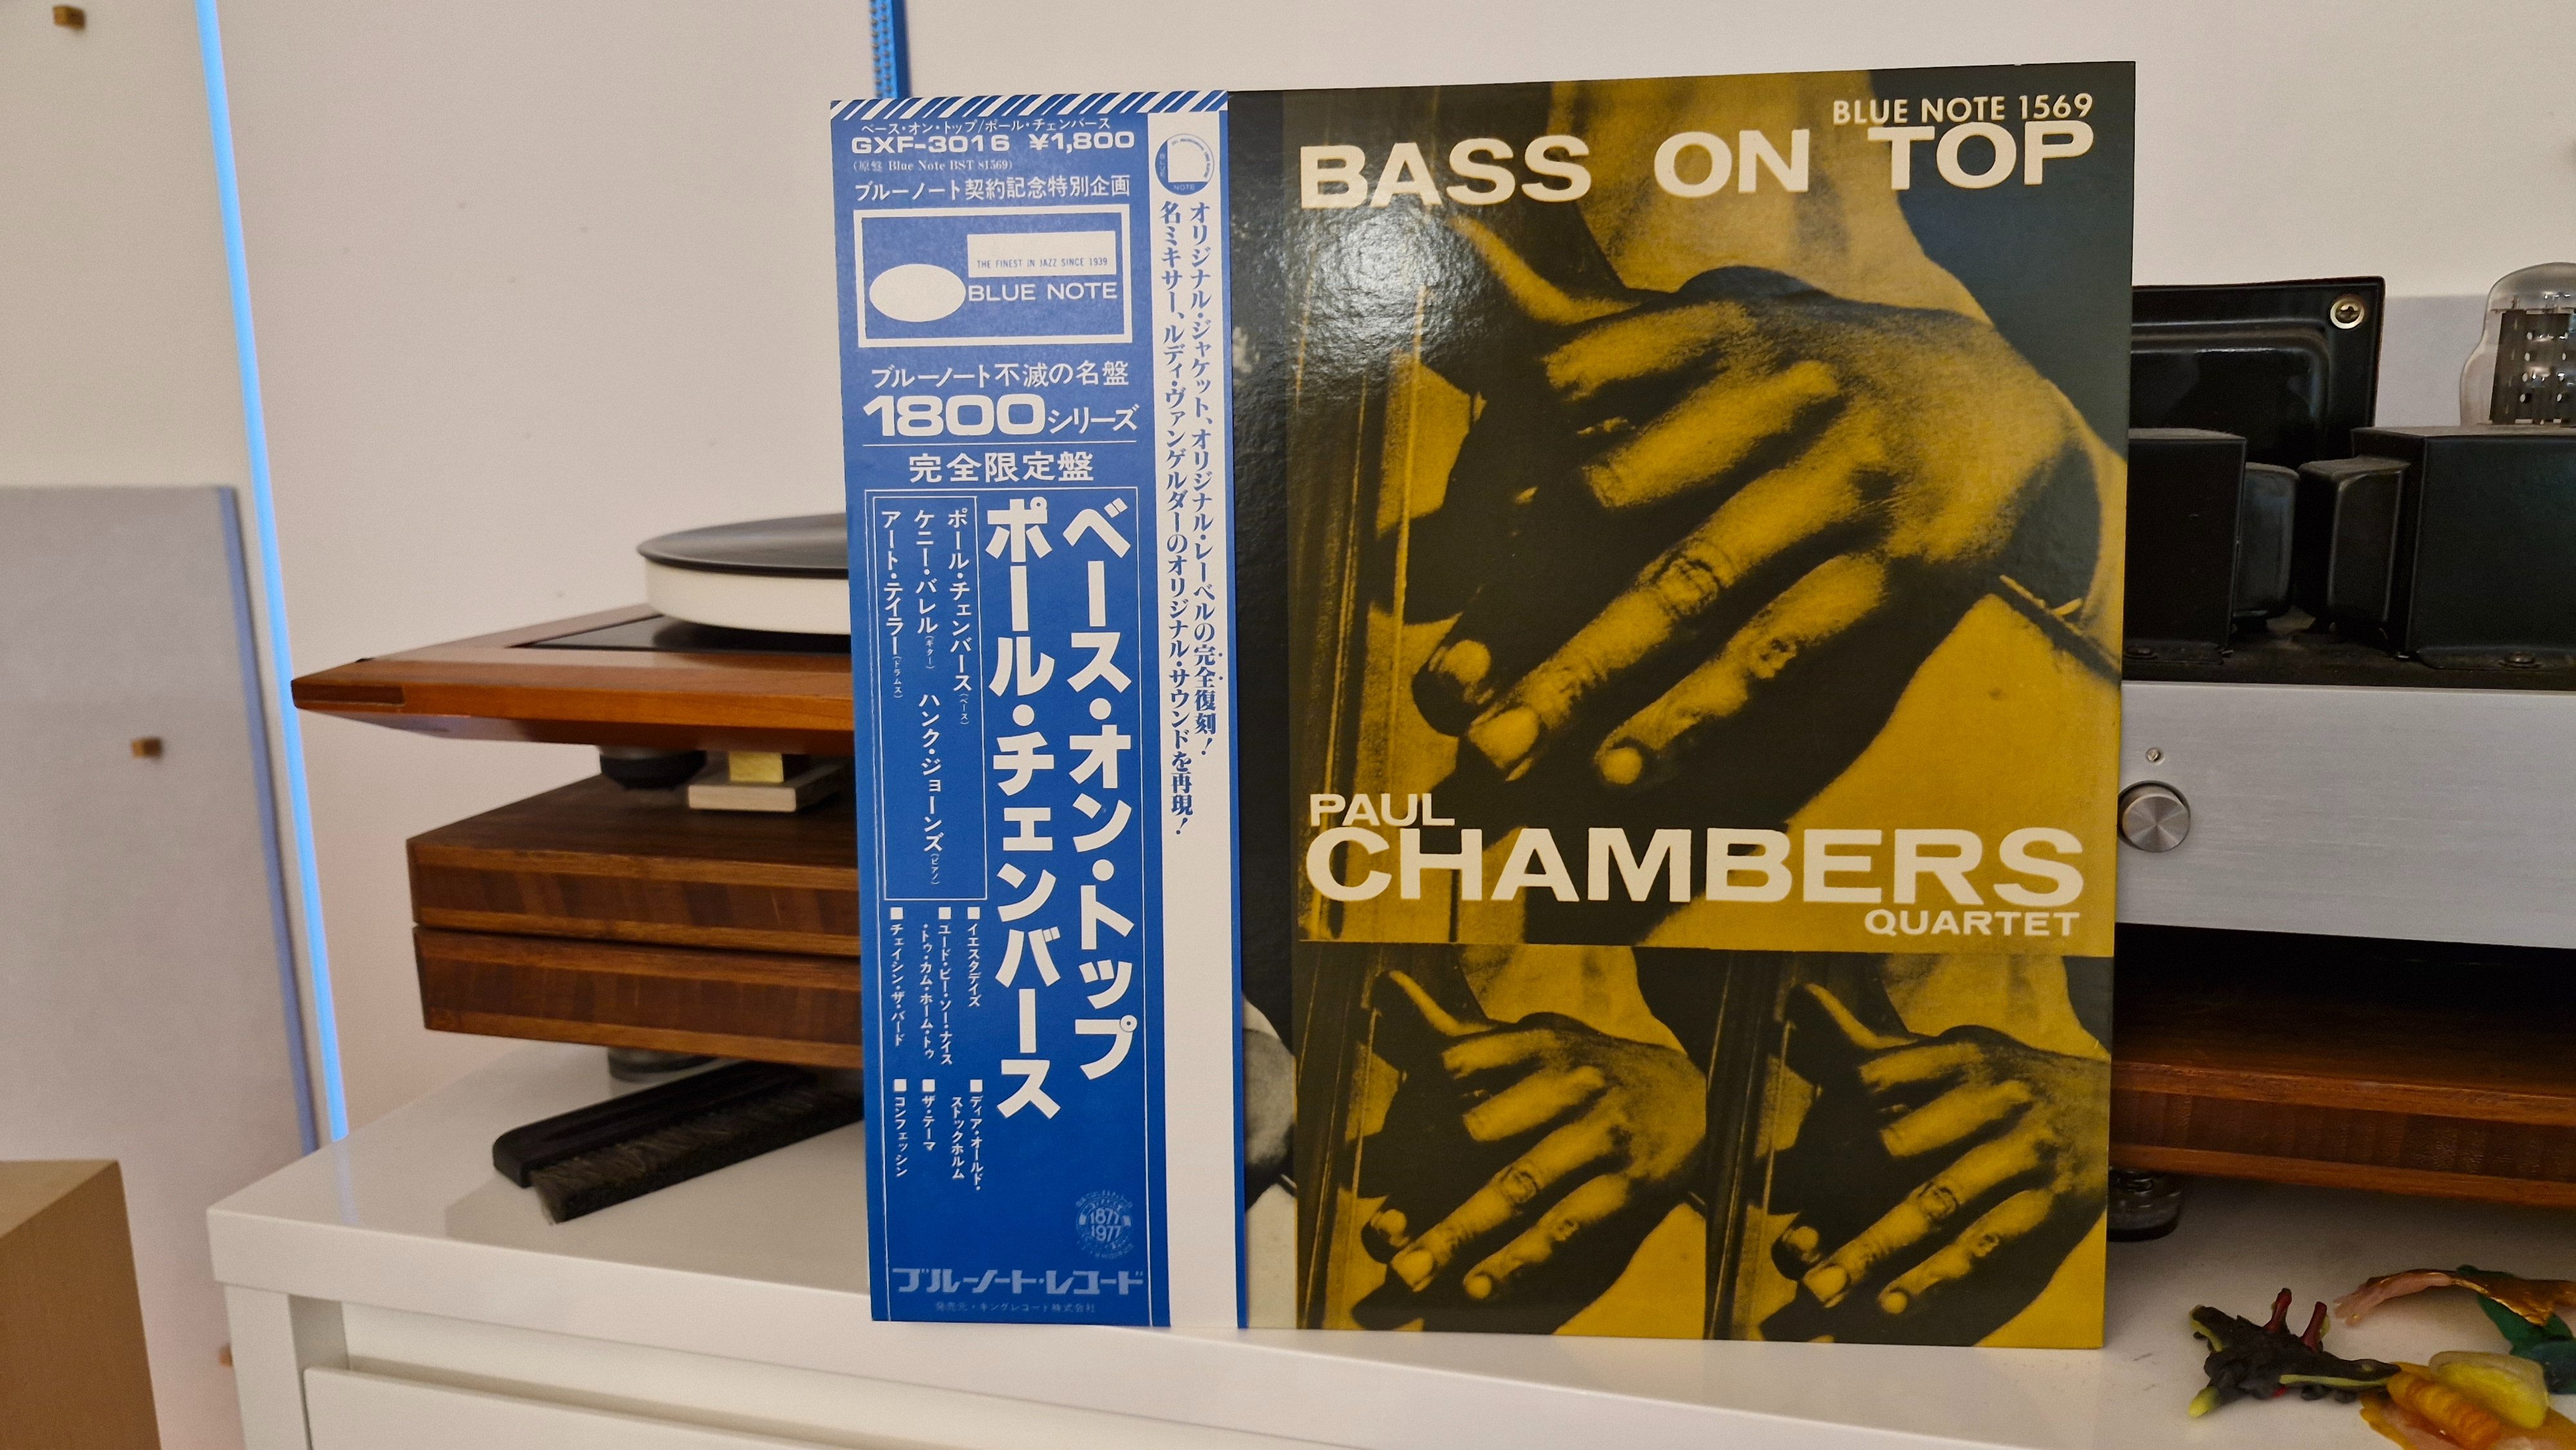 ベース・オン・トップ/ポール・チェンバース
GXF-3016 ¥1,800
(原盤 Blue Note BST 81569)
ブルーノート契約記念特別企画
THE FINEST IN JAZZ SINCE 1939
BLUE NOTE
ブルーノート不滅の名盤
1800シリーズ
完全限定盤
ベース・オン・トップ
ポール・チェンバース
ポール・チェンバース(ベース)
ケニー・バレル(ギター) ハンク・ジョーンズ(ピアノ)
アート・テイラー(ドラムス)
■イエスタデイズ
■ユード・ビー・ソー・ナイス
・トゥ・カム・ホーム・トゥ
■チェイシン・ザ・バード
■ディア・オールド・
ストックホルム
■ザ・テーマ
■コンフェッシン
1877
1977
ブルーノート・レコード
発売元・キングレコード株式会社
NOTE
オリジナル・ジャケット、オリジナル・レーベルの完全復刻!
名ミキサー、ルディ・ヴァンゲルダーのオリジナル・サウンドを再現!
BLUE NOTE 1569
BASS ON TOP
PAUL
CHAMBERS
QUARTET